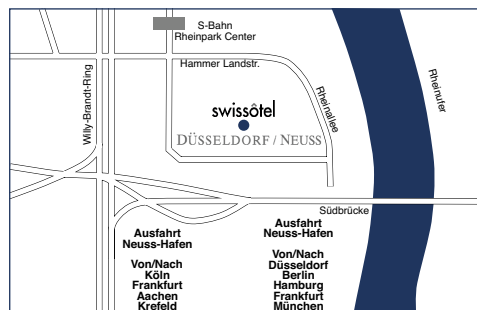 S-Bahn
Rheinpark Center
Hammer Landstr.
Willy-Brandt-Ring
Rheinallee
Rheinufer
swissôtel
DÜSSELDORF / NEUSS
Südbrücke
Ausfahrt
Neuss-Hafen
Von/Nach
Köln
Frankfurt
Aachen
Krefeld
Ausfahrt
Neuss-Hafen
Von/Nach
Düsseldorf
Berlin
Hamburg
Frankfurt
München